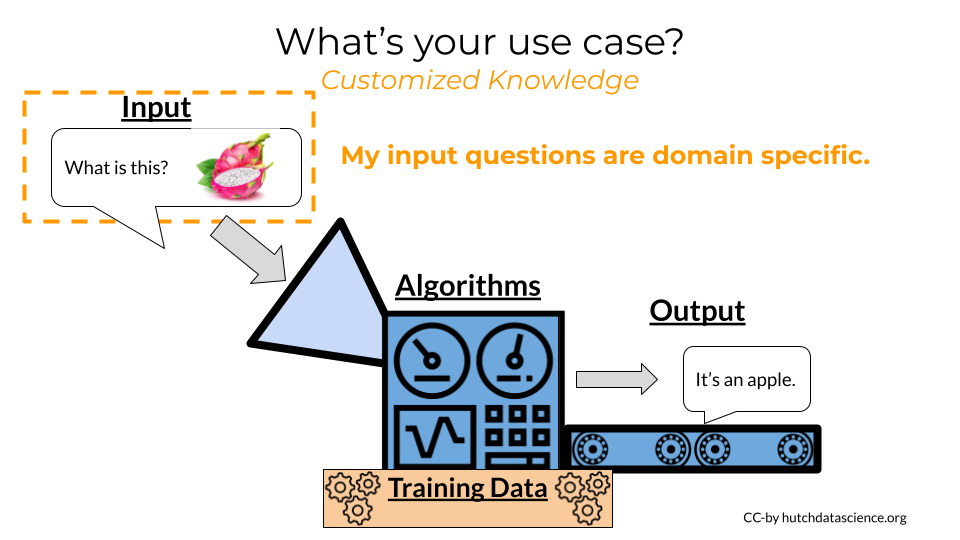 What's your use case?
Customized Knowledge
Input
What is this?
My input questions are domain specific.
Algorithms
Output
It's an apple.
Training Data
CC-by hutchdatascience.org